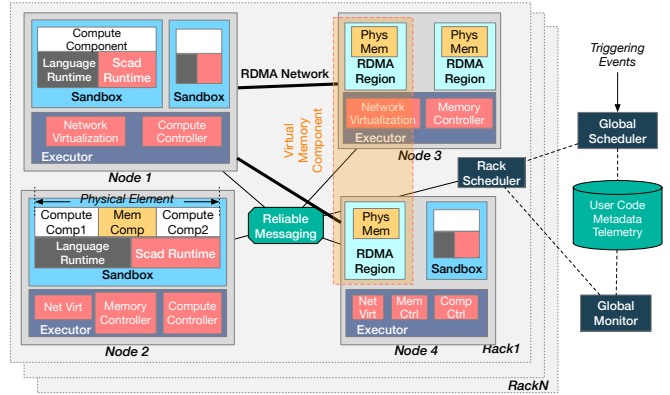 Compute
Component
Language
Runtime
Scad
Runtime
Sandbox
Sandbox
Network
Virtualization
Compute
Controller
Executor
Node 1
RDMA Network
Virtual
Memory
Component
Phys
Mem
RDMA
Region
Phys
Mem
RDMA
Region
Network
Virtualization
Memory
Controller
Executor
Node 3
Triggering
Events
Global
Scheduler
Rack
Scheduler
User Code
Metadata
Telemetry
Global
Monitor
Reliable
Messaging
Physical Element
Compute
Comp1
Mem
Comp
Compute
Comp2
Language
Runtime
Scad Runtime
Sandbox
Net Virt
Memory
Controller
Compute
Controller
Executor
Node 2
Phys
Mem
RDMA
Region
Sandbox
Net
Virt
Mem
Ctrl
Comp
Ctrl
Executor
Node 4
Rack1
RackN